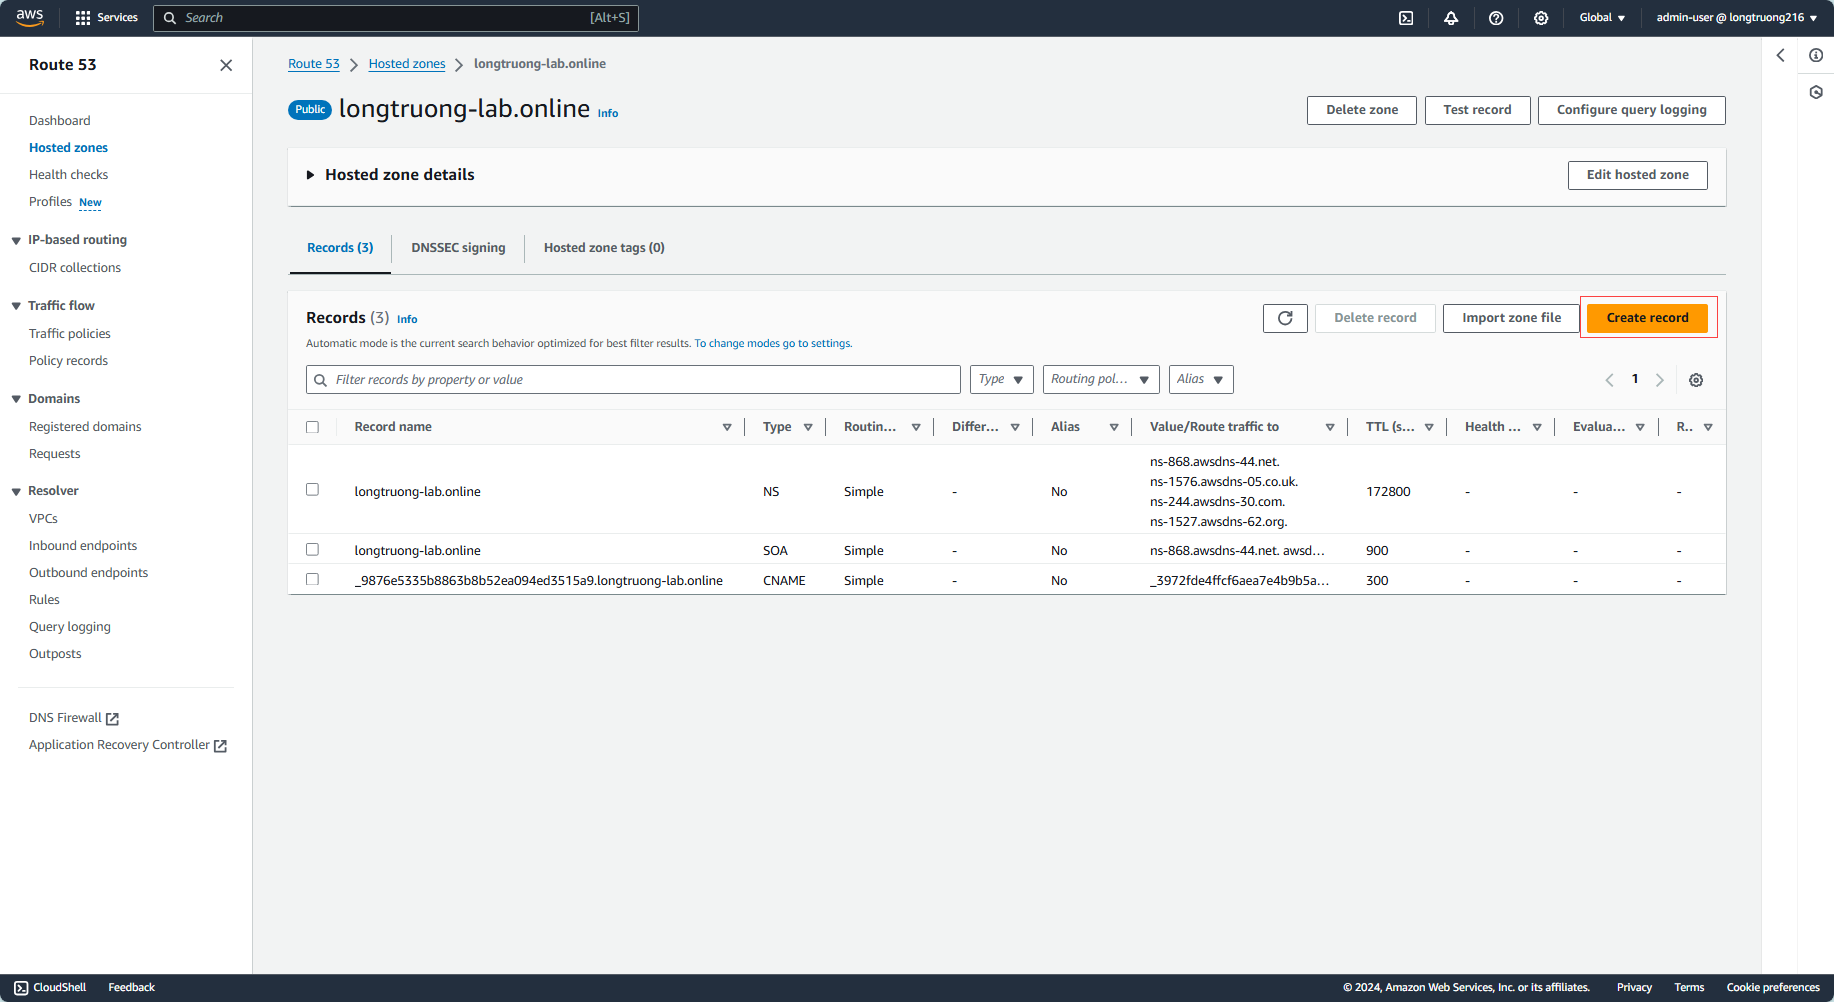 aws
Services
Search
[Alt+S]
Global
admin-user @ longtruong216
Route 53
Dashboard
Hosted zones
Health checks
Profiles New
IP-based routing
CIDR collections
Traffic flow
Traffic policies
Policy records
Domains
Registered domains
Requests
Resolver
VPCs
Inbound endpoints
Outbound endpoints
Rules
Query logging
Outposts
DNS Firewall
Application Recovery Controller
Route 53 Hosted zones longtruong-lab.online
Public longtruong-lab.online Info
Delete zone Test record Configure query logging
Hosted zone details
Edit hosted zone
Records (3) DNSSEC signing Hosted zone tags (0)
Records (3) Info
Delete record Import zone file Create record
Automatic mode is the current search behavior optimized for best filter results. To change modes go to settings.
Filter records by property or value Type Routing pol... Alias 1
Record name Type Routin... Differ... Alias Value/Route traffic to TTL (s... Health ... Evalua... R..
longtruong-lab.online NS Simple - No ns-868.awsdns-44.net.
ns-1576.awsdns-05.co.uk.
ns-244.awsdns-30.com.
ns-1527.awsdns-62.org. 172800 - - -
longtruong-lab.online SOA Simple - No ns-868.awsdns-44.net. awsd... 900 - - -
_9876e5335b8863b8b52ea094ed3515a9.longtruong-lab.online CNAME Simple - No _3972fde4ffcf6aea7e4b9b5a... 300 - - -
CloudShell Feedback
© 2024, Amazon Web Services, Inc. or its affiliates. Privacy Terms Cookie preferences